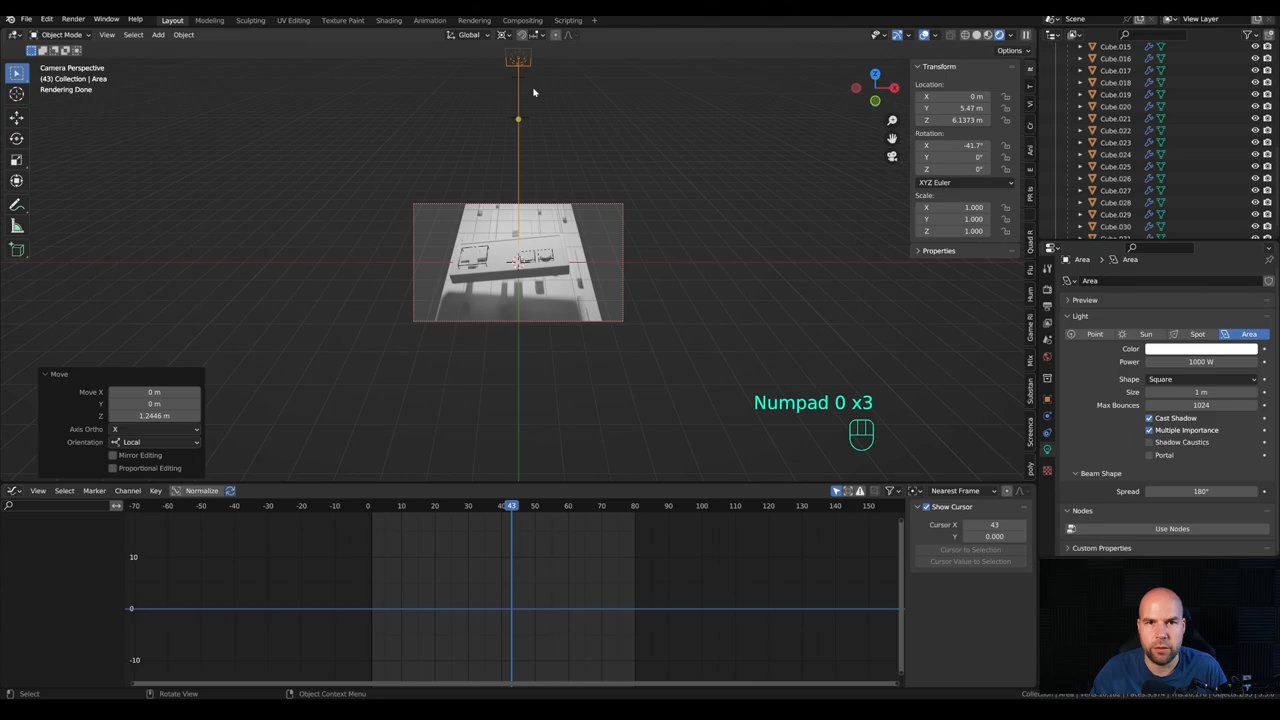 File Edit Render Window Help Layout Modeling Sculpting UV Editing Texture Paint Shading Animation Rendering Compositing Scripting + Scene View Layer
Object Mode View Select Add Object Global
Options
Camera Perspective
(43) Collection | Area
Rendering Done
Z
X
Transform
Location:
X 0 m
Y 5.47 m
Z 6.1373 m
Rotation:
X -41.7°
Y 0°
Z 0°
XYZ Euler
Scale:
X 1.000
Y 1.000
Z 1.000
Properties
Cube.015
Cube.016
Cube.017
Cube.018
Cube.019
Cube.020
Cube.021
Cube.022
Cube.023
Cube.024
Cube.025
Cube.026
Cube.027
Cube.028
Cube.029
Cube.030
Area Area
Area
Preview
Light
Point Sun Spot Area
Color
Power 1000 W
Shape Square
Size 1 m
Max Bounces 1024
Cast Shadow
Multiple Importance
Shadow Caustics
Portal
Beam Shape
Spread 180°
Nodes
Use Nodes
Custom Properties
Move
Move X 0 m
Y 0 m
Z 1.2446 m
Axis Ortho X
Orientation Local
Mirror Editing
Proportional Editing
Numpad 0 x3
View Select Marker Channel Key Normalize Nearest Frame
-70 -60 -50 -40 -30 -20 -10 0 10 20 30 43 50 60 70 80 90 100 110 120 130 140 150
10
0
-10
Show Cursor
Cursor X 43
Y 0.000
Cursor to Selection
Cursor Value to Selection
Select Rotate View Object Context Menu